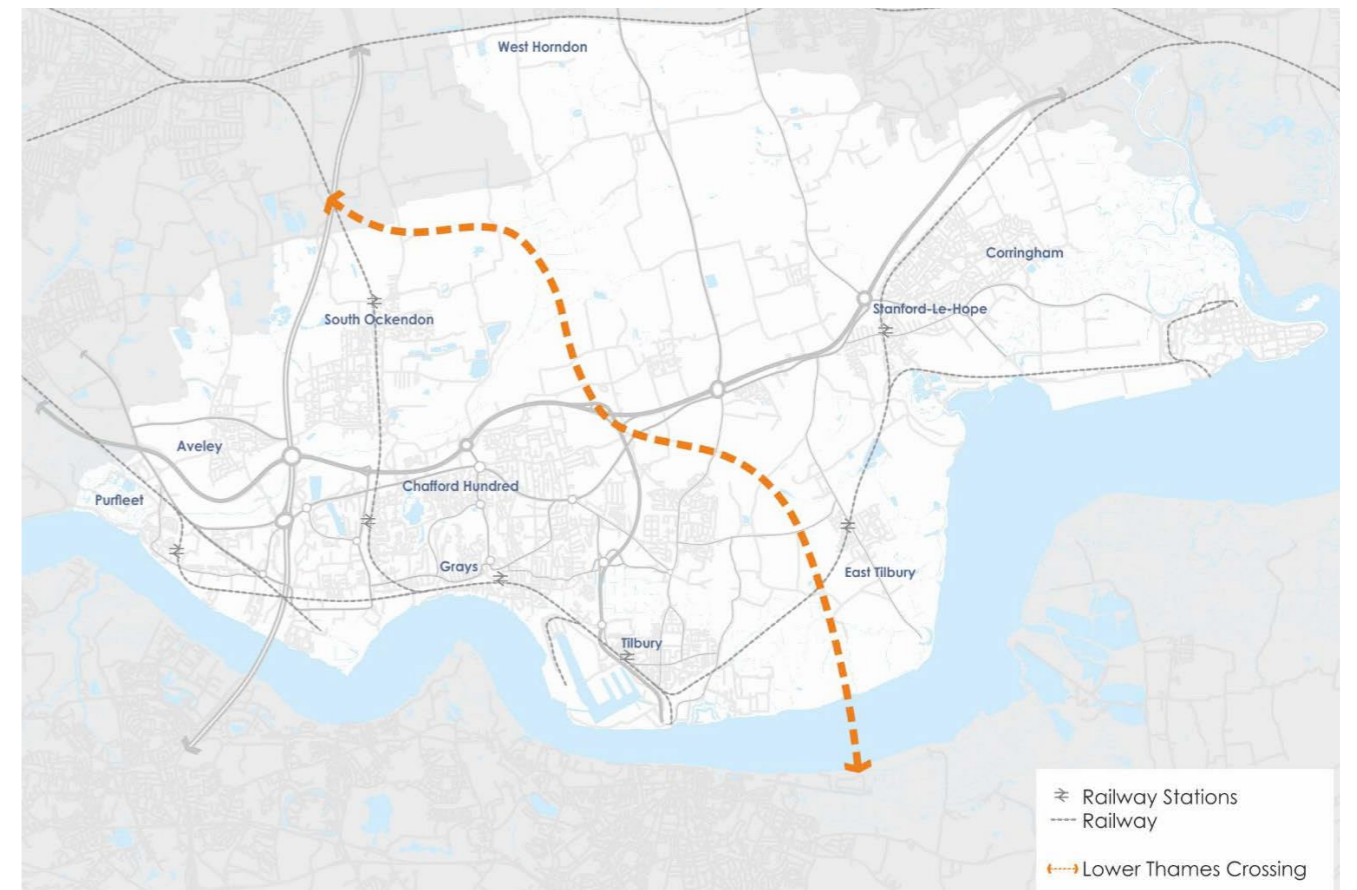 West Horndon
Corringham
South Ockendon
Stanford-Le-Hope
Aveley
Chafford Hundred
Purfleet
Grays
East Tilbury
Tilbury
Railway Stations
Railway
Lower Thames Crossing